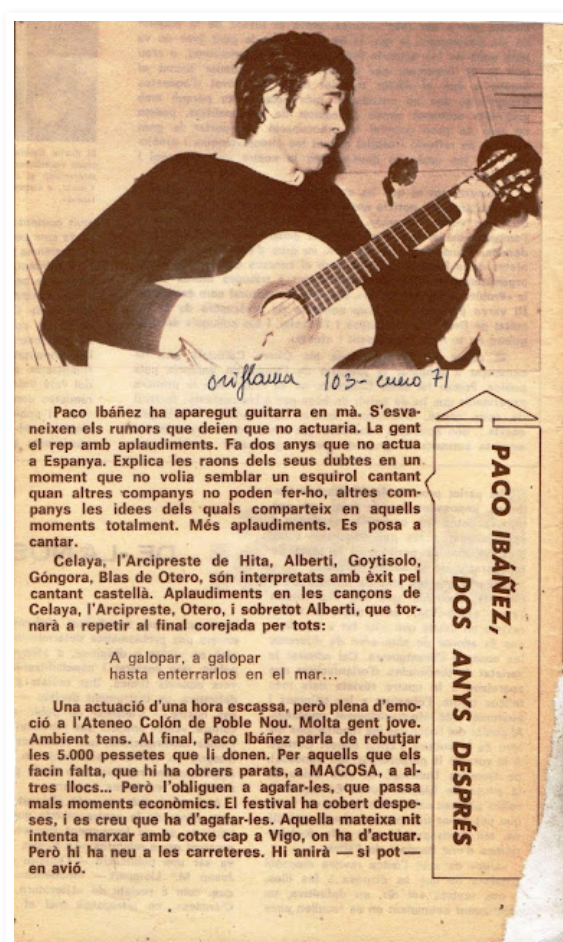 oriflama 103- enero 71
Paco Ibáñez ha aparegut guitarra en mà. S'esva-
neixen els rumors que deien que no actuaria. La gent
el rep amb aplaudiments. Fa dos anys que no actua
a Espanya. Explica les raons dels seus dubtes en un
moment que no volia semblar un esquirol cantant
quan altres companys no poden fer-ho, altres com-
panys les idees dels quals comparteix en aquells
moments totalment. Més aplaudiments. Es posa a
cantar.
Celaya, l'Arcipreste de Hita, Alberti, Goytisolo,
Góngora, Blas de Otero, són interpretats amb èxit pel
cantant castellà. Aplaudiments en les cançons de
Celaya, l'Arcipreste, Otero, i sobretot Alberti, que tor-
narà a repetir al final corejada per tots:
A galopar, a galopar
hasta enterrarlos en el mar...
Una actuació d'una hora escassa, però plena d'emo-
ció a l'Ateneo Colón de Poble Nou. Molta gent jove.
Ambient tens. Al final, Paco Ibáñez parla de rebutjar
les 5.000 pessetes que li donen. Per aquells que els
facin falta, que hi ha obrers parats, a MACOSA, a al-
tres llocs... Però l'obliguen a agafar-les, que passa
mals moments econòmics. El festival ha cobert despe-
ses, i es creu que ha d'agafar-les. Aquella mateixa nit
intenta marxar amb cotxe cap a Vigo, on ha d'actuar.
Però hi ha neu a les carreteres. Hi anirà — si pot —
en avió.
PACO IBÁÑEZ,
DOS ANYS DESPRÉS